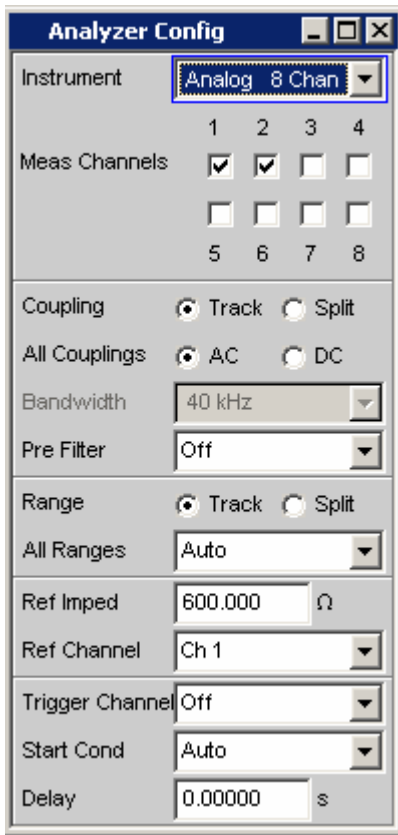 Analyzer Config
Instrument Analog 8 Chan
1 2 3 4
Meas Channels
5 6 7 8
Coupling Track Split
All Couplings AC DC
Bandwidth 40 kHz
Pre Filter Off
Range Track Split
All Ranges Auto
Ref Imped 600.000 Ω
Ref Channel Ch 1
Trigger Channel Off
Start Cond Auto
Delay 0.00000 s